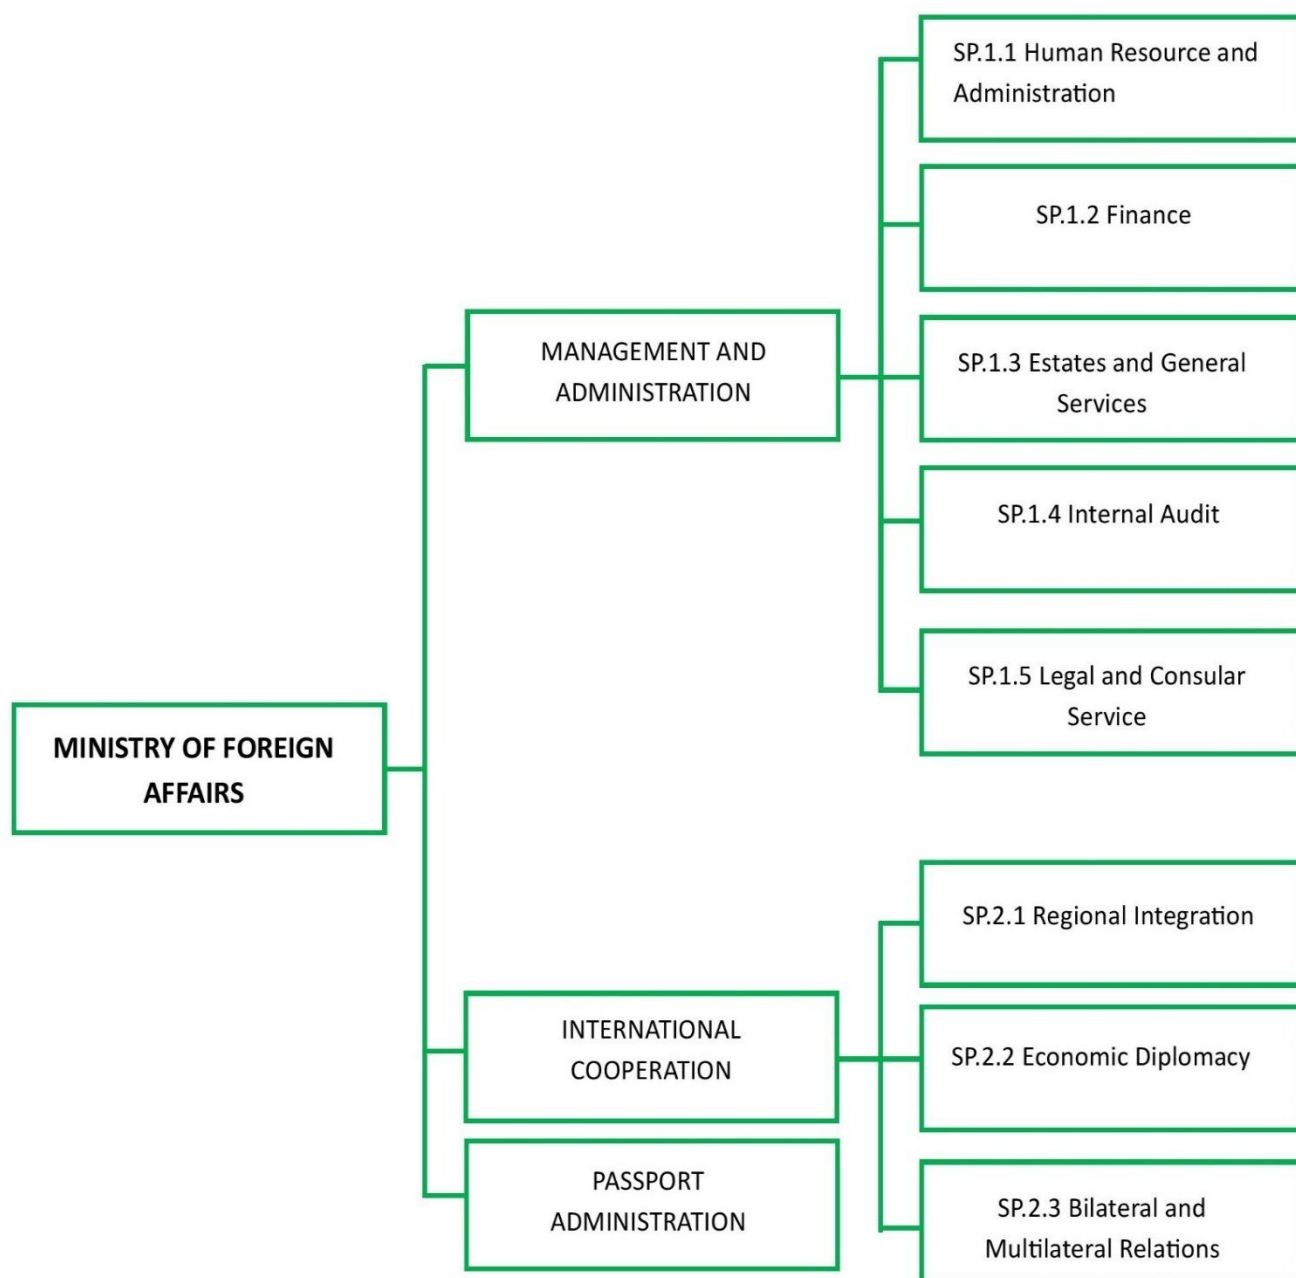 SP.1.1 Human Resource and
Administration
SP.1.2 Finance
MANAGEMENT AND
ADMINISTRATION
SP.1.3 Estates and General
Services
SP.1.4 Internal Audit
SP.1.5 Legal and Consular
Service
MINISTRY OF FOREIGN
AFFAIRS
SP.2.1 Regional Integration
INTERNATIONAL
COOPERATION
SP.2.2 Economic Diplomacy
PASSPORT
ADMINISTRATION
SP.2.3 Bilateral and
Multilateral Relations